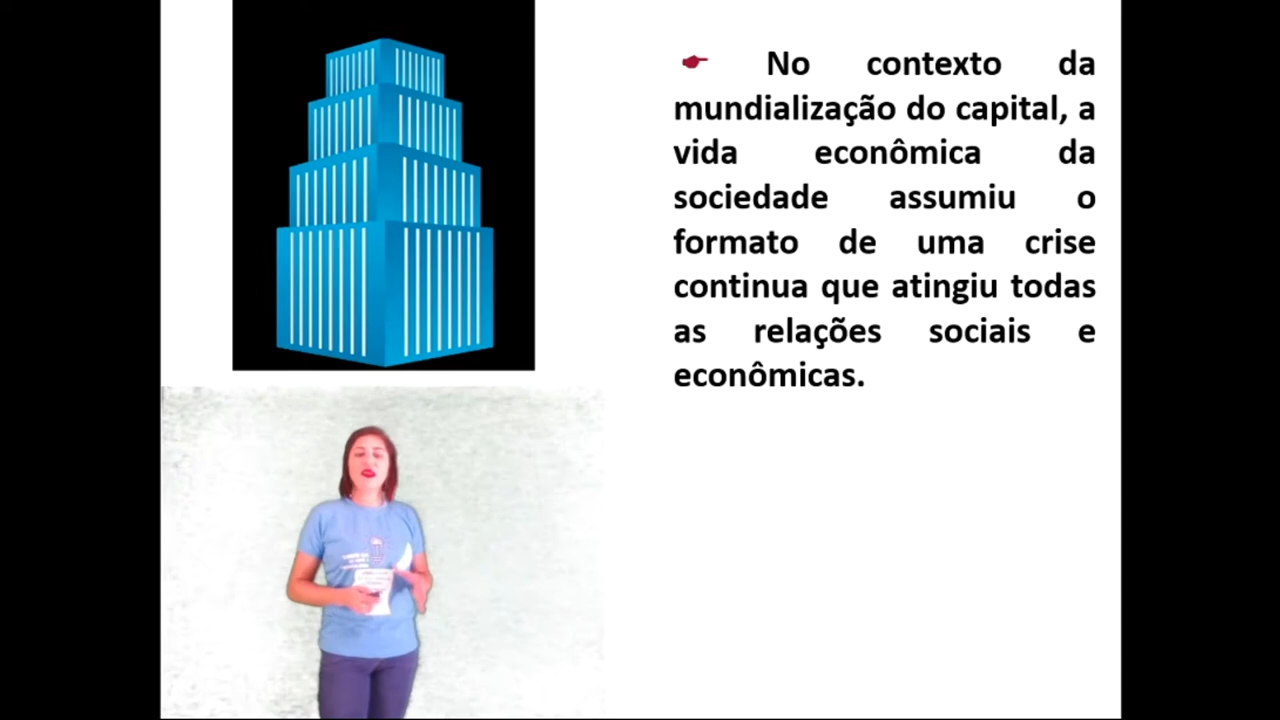 No contexto da
mundialização do capital, a
vida econômica da
sociedade assumiu o
formato de uma crise
continua que atingiu todas
as relações sociais e
econômicas.